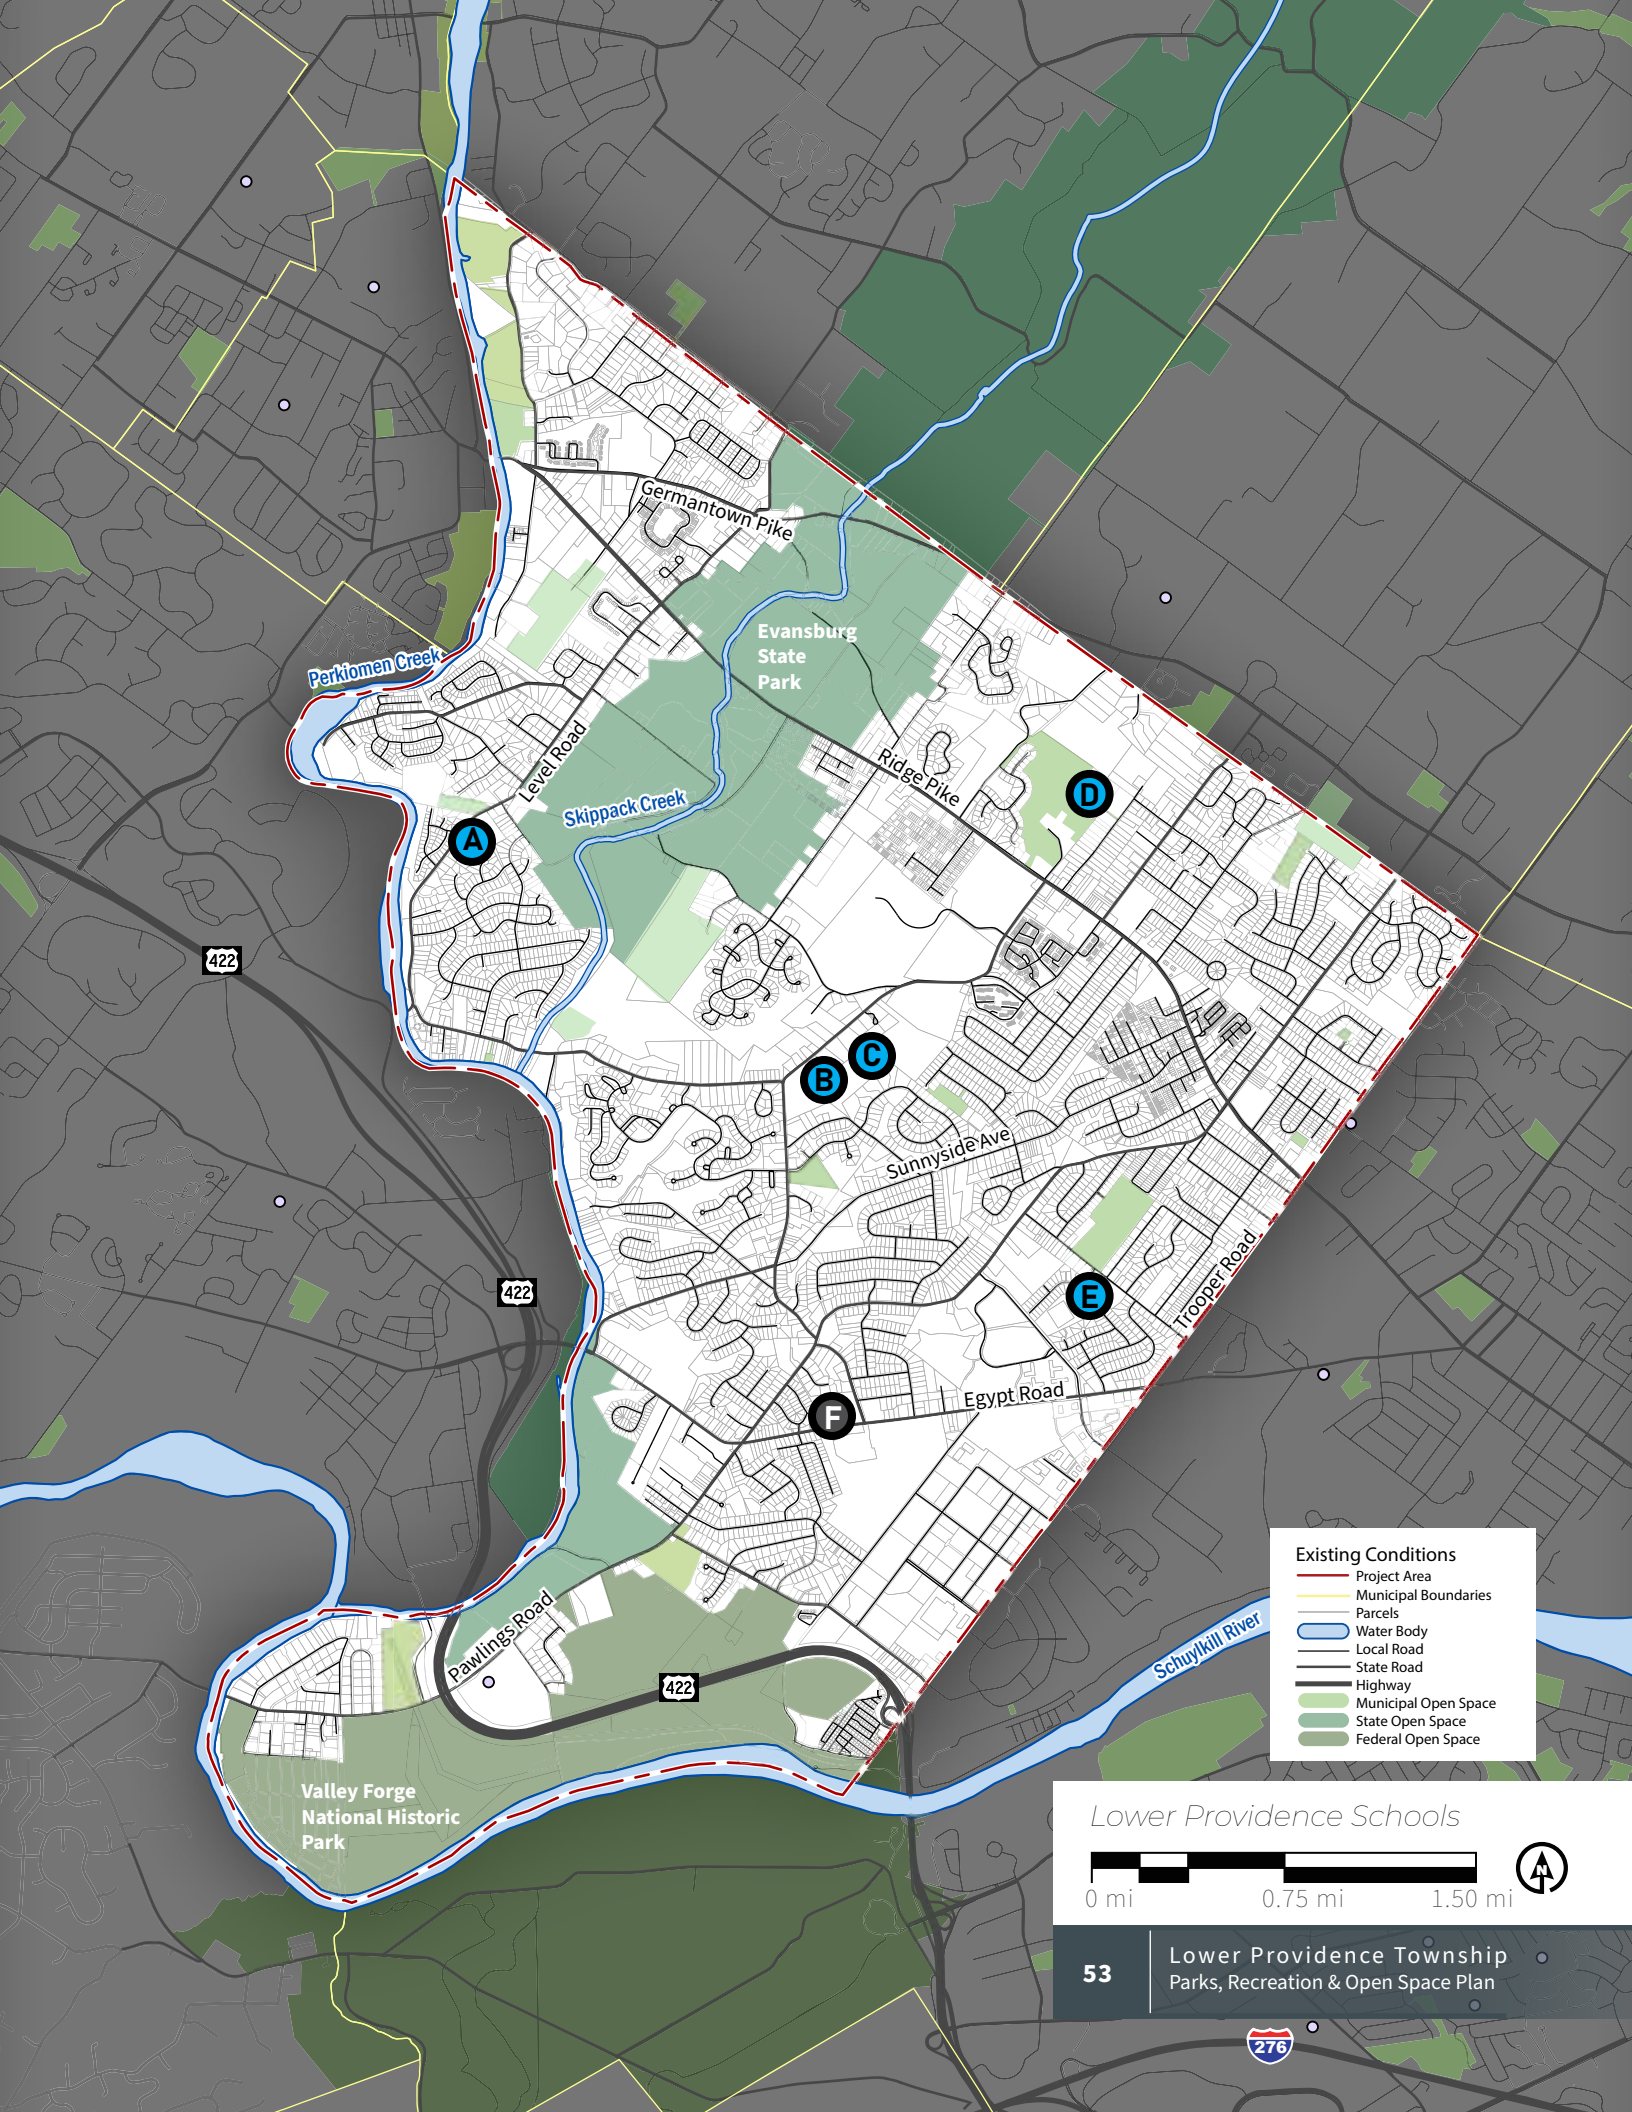 Germantown Pike
Evansburg
State
Park
Perkiomen Creek
Level Road
Ridge Pike
Skippack Creek
D
A
422
C
B
Sunnyside Ave
422
E
Trooper Road
Egypt Road
F
Pawlings Road
422
Schuylkill River
Valley Forge
National Historic
Park
Existing Conditions
Project Area
Municipal Boundaries
Parcels
Water Body
Local Road
State Road
Highway
Municipal Open Space
State Open Space
Federal Open Space
Lower Providence Schools
N
0 mi 0.75 mi 1.50 mi
53
Lower Providence Township
Parks, Recreation & Open Space Plan
276